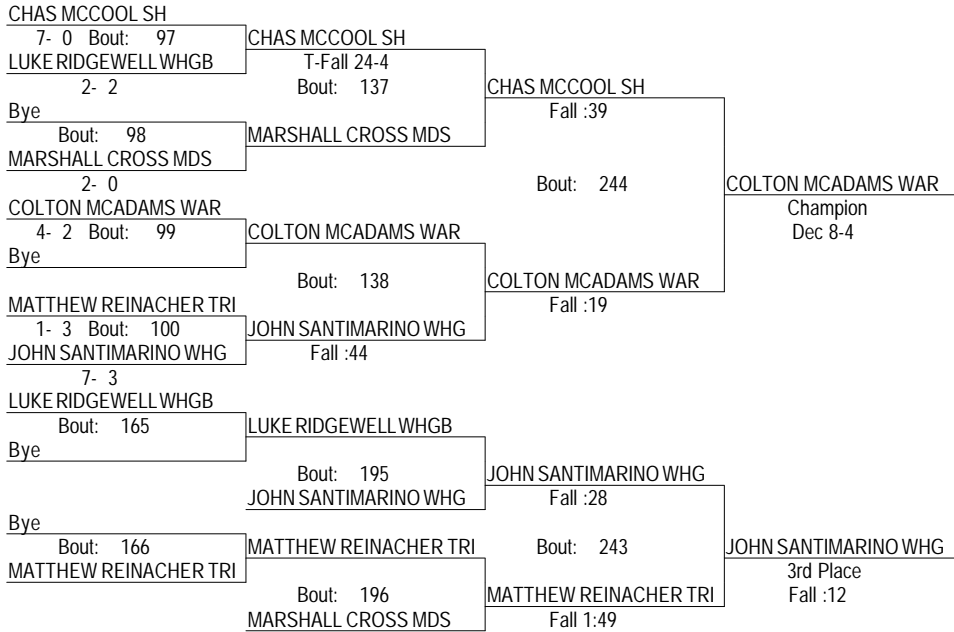 CHAS MCCOOL SH
7- 0 Bout: 97 CHAS MCCOOL SH
LUKE RIDGEWELL WHGB T-Fall 24-4
2- 2 Bout: 137 CHAS MCCOOL SH
Bye Fall :39
Bout: 98 MARSHALL CROSS MDS
MARSHALL CROSS MDS
2- 0 Bout: 244 COLTON MCADAMS WAR
COLTON MCADAMS WAR Champion
4- 2 Bout: 99 COLTON MCADAMS WAR Dec 8-4
Bye
Bout: 138 COLTON MCADAMS WAR
MATTHEW REINACHER TRI Fall :19
1- 3 Bout: 100 JOHN SANTIMARINO WHG
JOHN SANTIMARINO WHG Fall :44
7- 3
LUKE RIDGEWELL WHGB
Bout: 165 LUKE RIDGEWELL WHGB
Bye
Bout: 195 JOHN SANTIMARINO WHG
JOHN SANTIMARINO WHG Fall :28
Bye
Bout: 166 MATTHEW REINACHER TRI Bout: 243 JOHN SANTIMARINO WHG
MATTHEW REINACHER TRI 3rd Place
Bout: 196 MATTHEW REINACHER TRI Fall :12
MARSHALL CROSS MDS Fall 1:49